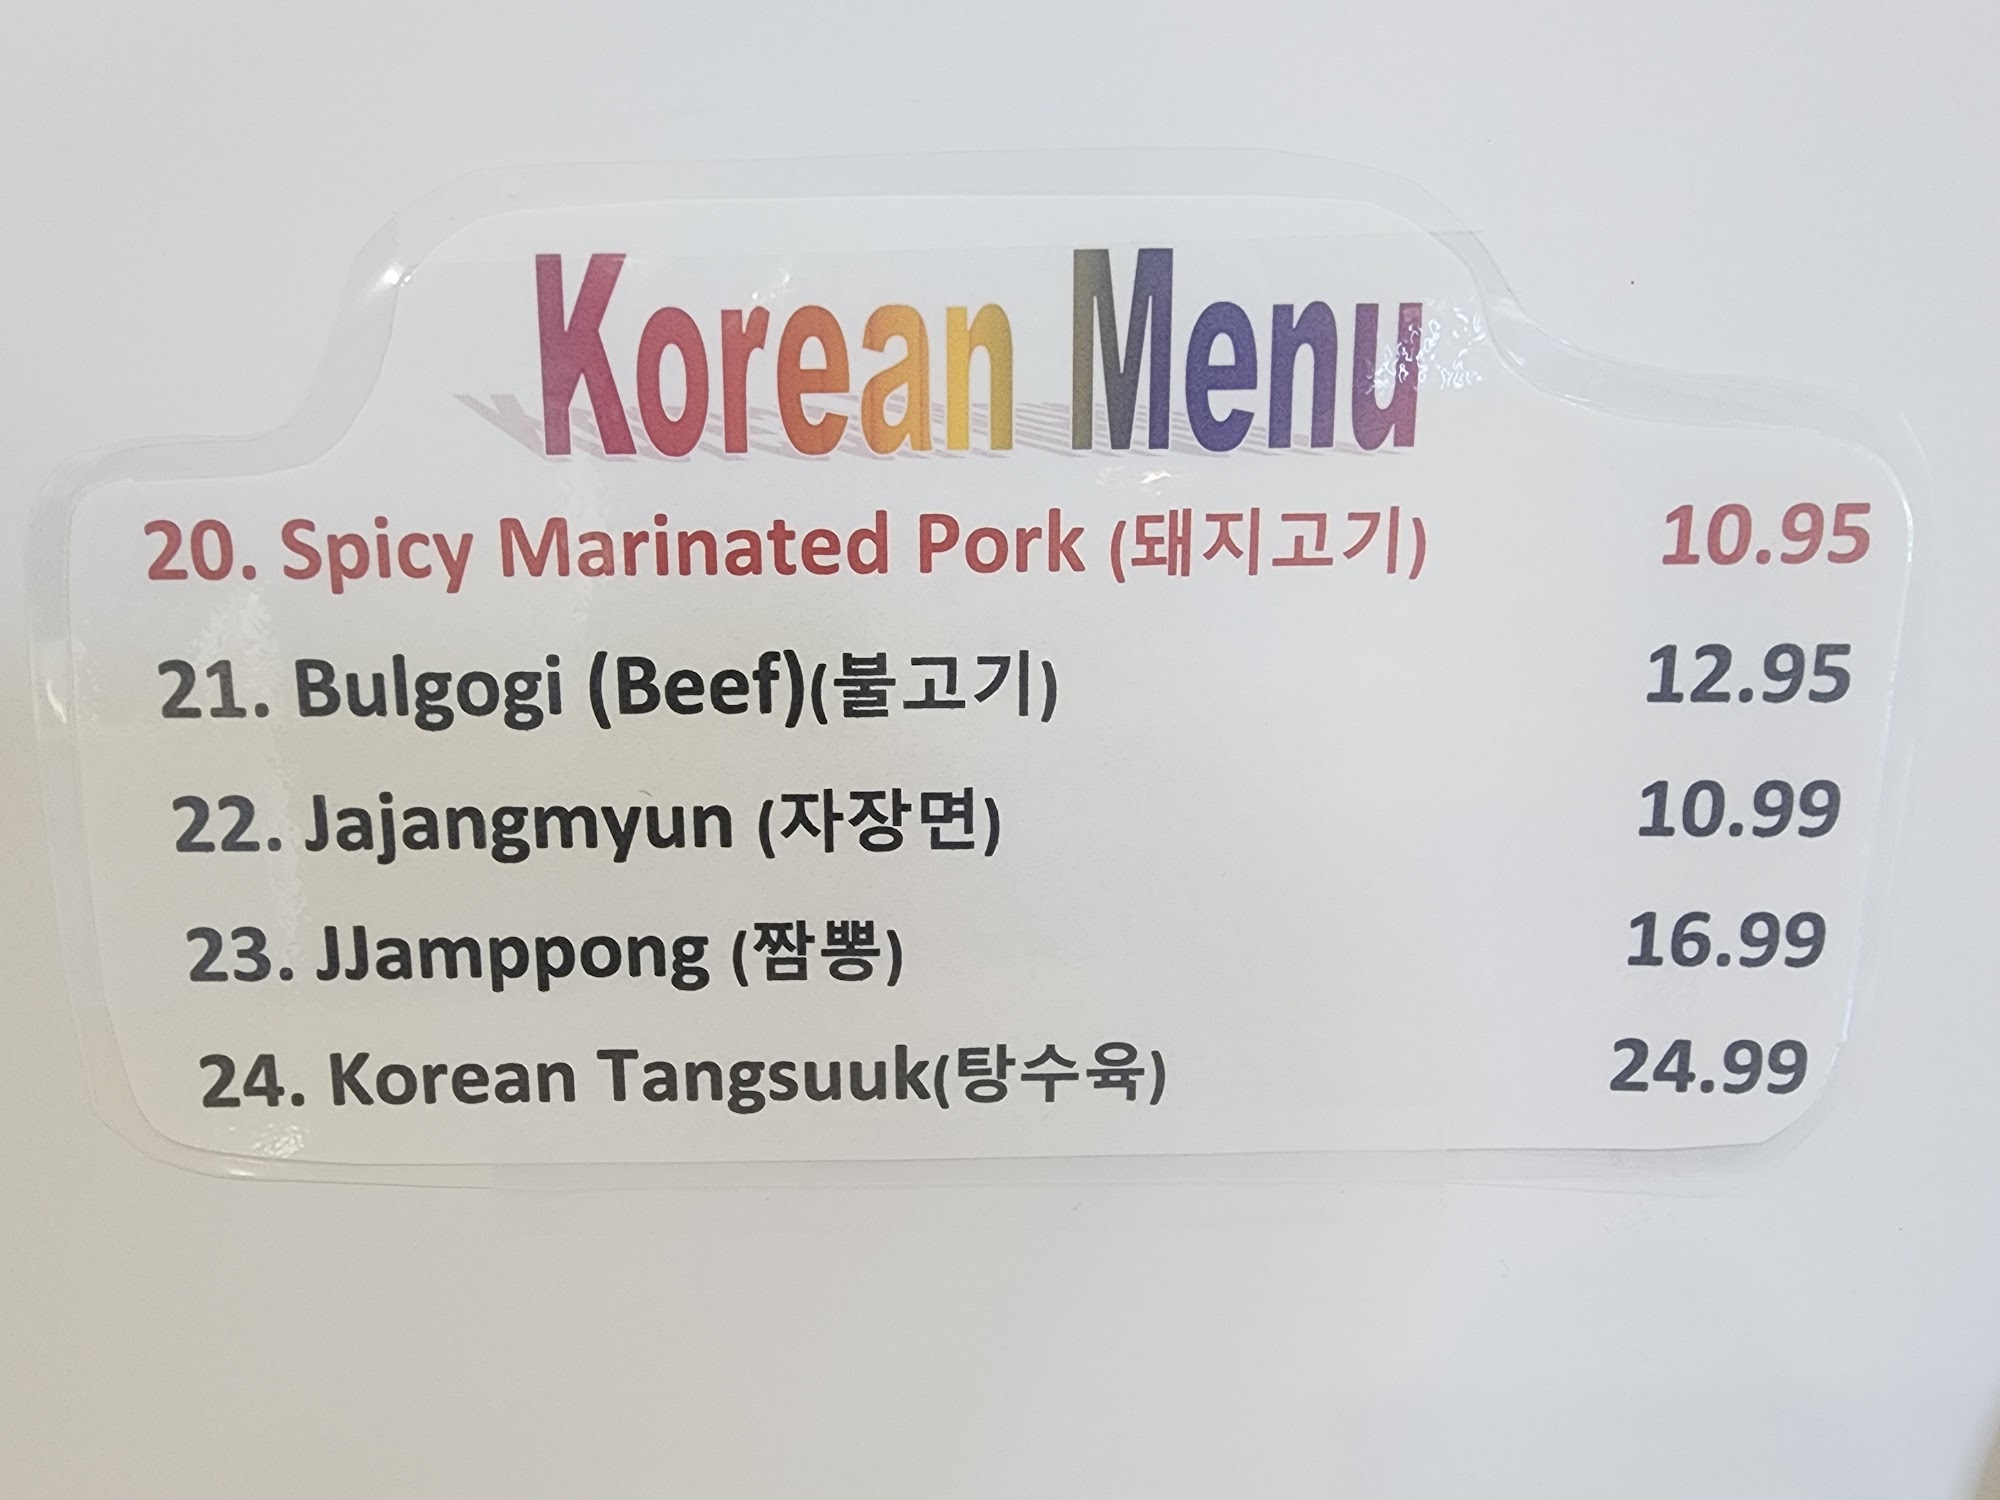 Korean Menu
20. Spicy Marinated Pork (돼지고기) 10.95
21. Bulgogi (Beef)(불고기) 12.95
22. Jajangmyun (자장면) 10.99
23. JJamppong (짬뽕) 16.99
24. Korean Tangsuuk(탕수육) 24.99